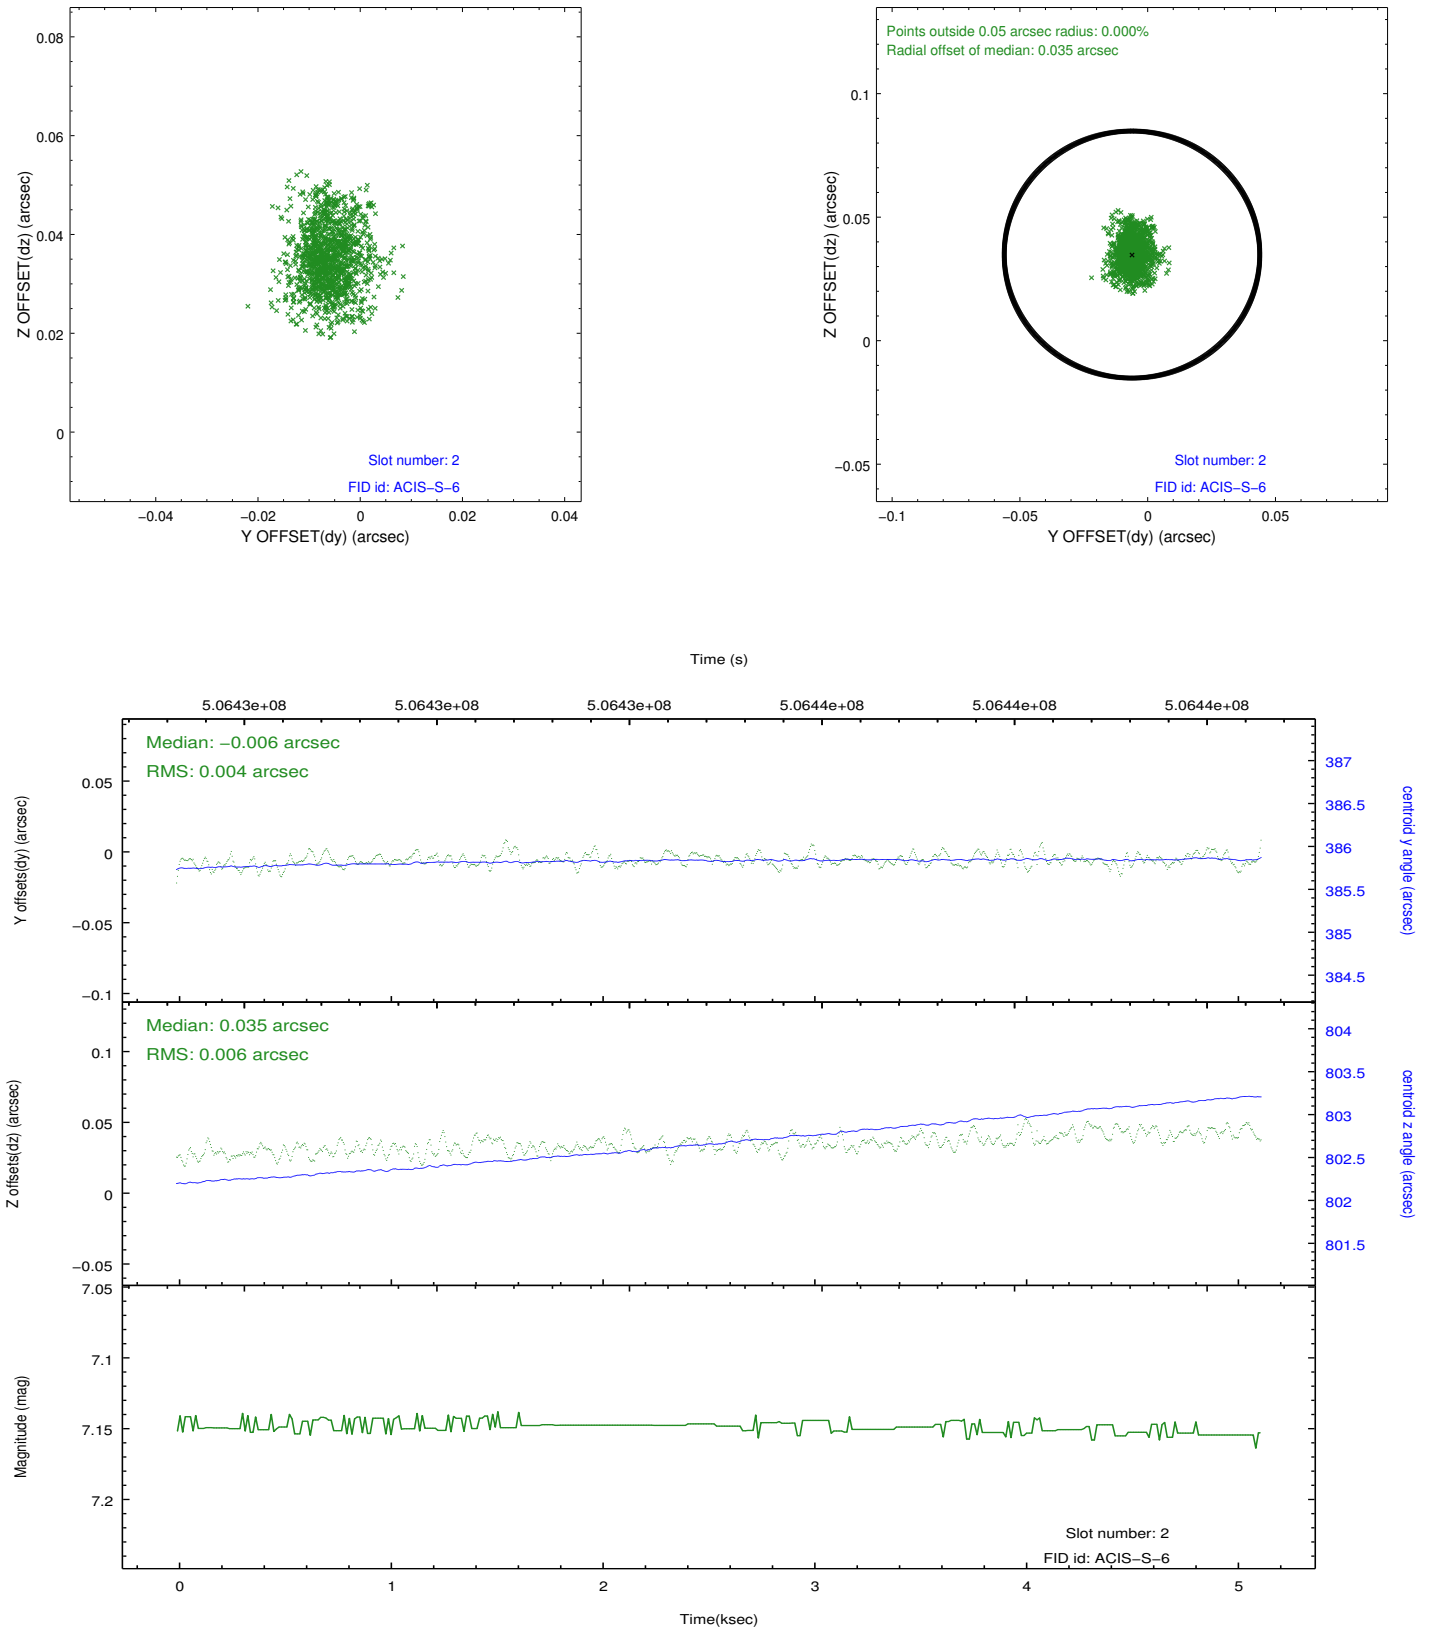 0.08
0.06
0.04
0.02
0
Z OFFSET(dz) (arcsec)
Slot number: 2
FID id: ACIS−S−6
−0.04 −0.02 0 0.02 0.04
Y OFFSET(dy) (arcsec)
Points outside 0.05 arcsec radius: 0.000%
Radial offset of median: 0.035 arcsec
0.1
0.05
0
−0.05
Z OFFSET(dz) (arcsec)
Slot number: 2
FID id: ACIS−S−6
−0.1 −0.05 0 0.05
Y OFFSET(dy) (arcsec)
Time (s)
5.0643e+08 5.0643e+08 5.0643e+08 5.0644e+08 5.0644e+08 5.0644e+08
Median: −0.006 arcsec
RMS: 0.004 arcsec
0.05
0
−0.05
−0.1
Y offsets(dy) (arcsec)
387
386.5
386
385.5
385
384.5
centroid y angle (arcsec)
Median: 0.035 arcsec
RMS: 0.006 arcsec
0.1
0.05
0
−0.05
Z offsets(dz) (arcsec)
804
803.5
803
802.5
802
801.5
centroid z angle (arcsec)
7.05
7.1
7.15
7.2
Magnitude (mag)
Slot number: 2
FID id: ACIS−S−6
0 1 2 3 4 5
Time(ksec)